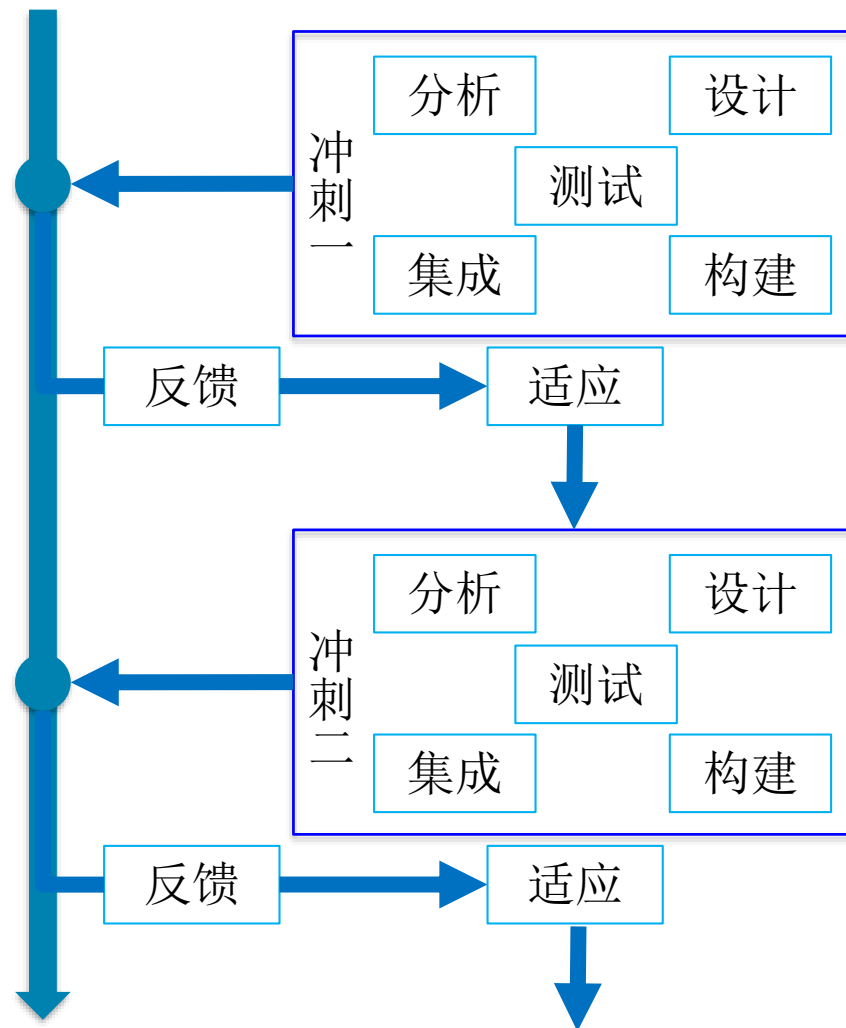 分析
设计
冲刺一
测试
集成
构建
反馈
适应
分析
设计
冲刺二
测试
集成
构建
反馈
适应